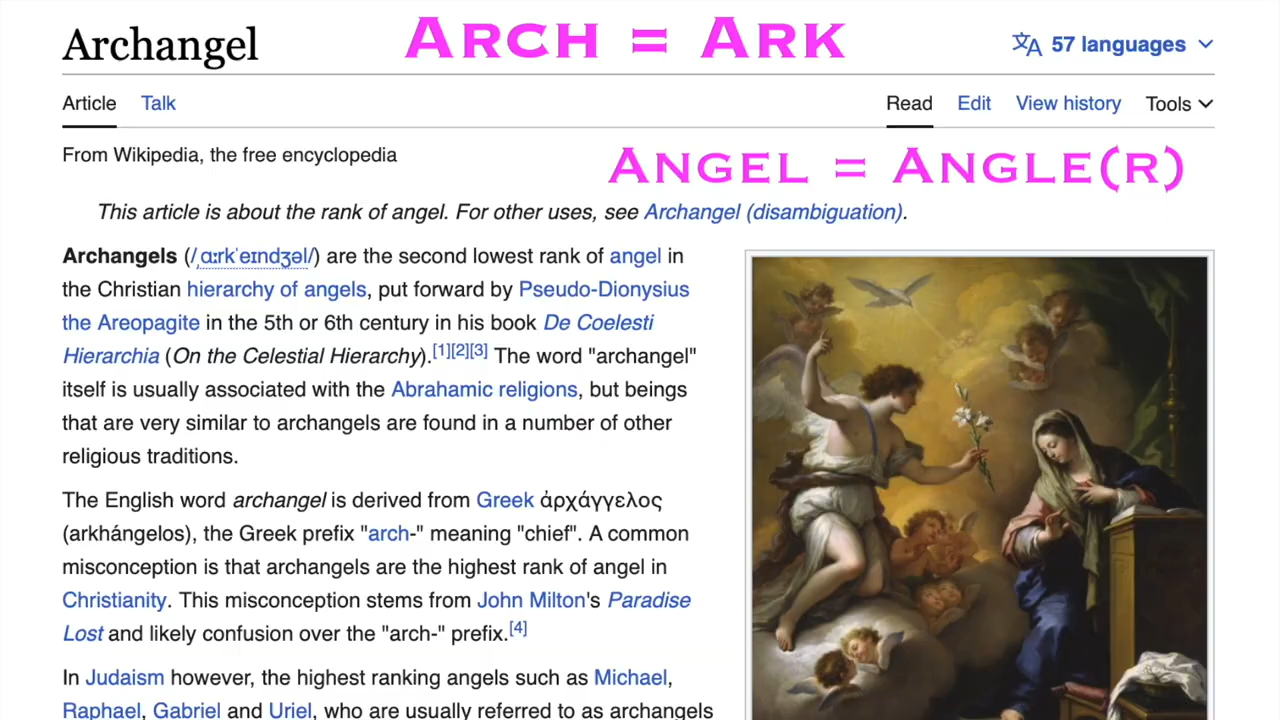 Archangel
ARCH = ARK
57 languages
Article Talk
Read Edit View history Tools
From Wikipedia, the free encyclopedia
ANGEL = ANGLE(R)
This article is about the rank of angel. For other uses, see Archangel (disambiguation).
Archangels (/ˌɑːrkˈeɪndʒəl/) are the second lowest rank of angel in
the Christian hierarchy of angels, put forward by Pseudo-Dionysius
the Areopagite in the 5th or 6th century in his book De Coelesti
Hierarchia (On the Celestial Hierarchy).[1][2][3] The word "archangel"
itself is usually associated with the Abrahamic religions, but beings
that are very similar to archangels are found in a number of other
religious traditions.
The English word archangel is derived from Greek ἀρχάγγελος
(arkhángelos), the Greek prefix "arch-" meaning "chief". A common
misconception is that archangels are the highest rank of angel in
Christianity. This misconception stems from John Milton's Paradise
Lost and likely confusion over the "arch-" prefix.[4]
In Judaism however, the highest ranking angels such as Michael,
Raphael, Gabriel and Uriel, who are usually referred to as archangels